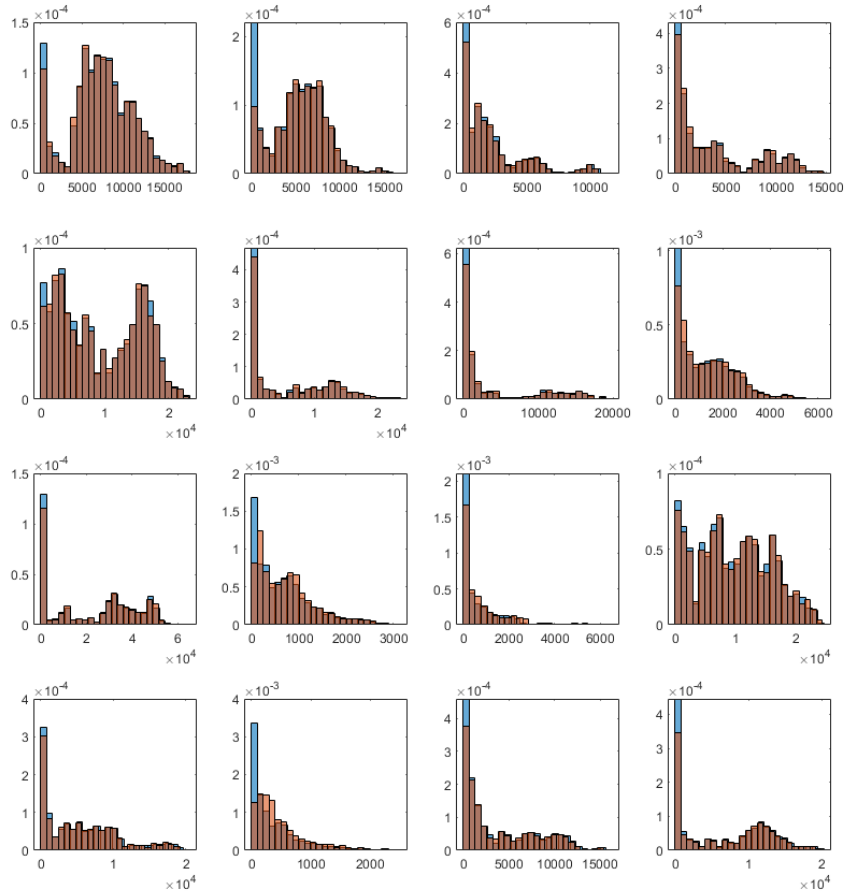 ×10⁻⁴ ×10⁻⁴ ×10⁻⁴ ×10⁻⁴
1.5 2 6 4
1 1 4 3
0.5 2 2
1
0 0 0 0
0 5000 10000 15000 0 5000 10000 15000 0 5000 10000 0 5000 10000 15000
×10⁻⁴ ×10⁻⁴ ×10⁻⁴ ×10⁻³
1 4 6 1
0.5 3 4 0.5
2 2
1
0 0 0 0
0 1 2 0 1 2 0 10000 20000 0 2000 4000 6000
×10⁴ ×10⁴
×10⁻⁴ ×10⁻³ ×10⁻³ ×10⁻⁴
1.5 2 2 1
1 1.5 1.5 0.5
0.5 1 1
0.5 0.5
0 0 0 0
0 2 4 6 0 1000 2000 3000 0 2000 4000 6000 0 1 2
×10⁴ ×10⁴
×10⁻⁴ ×10⁻³ ×10⁻⁴ ×10⁻⁴
4 4 4 4
3 3 3 3
2 2 2 2
1 1 1 1
0 0 0 0
0 1 2 0 1000 2000 0 5000 10000 15000 0 1 2
×10⁴ ×10⁴